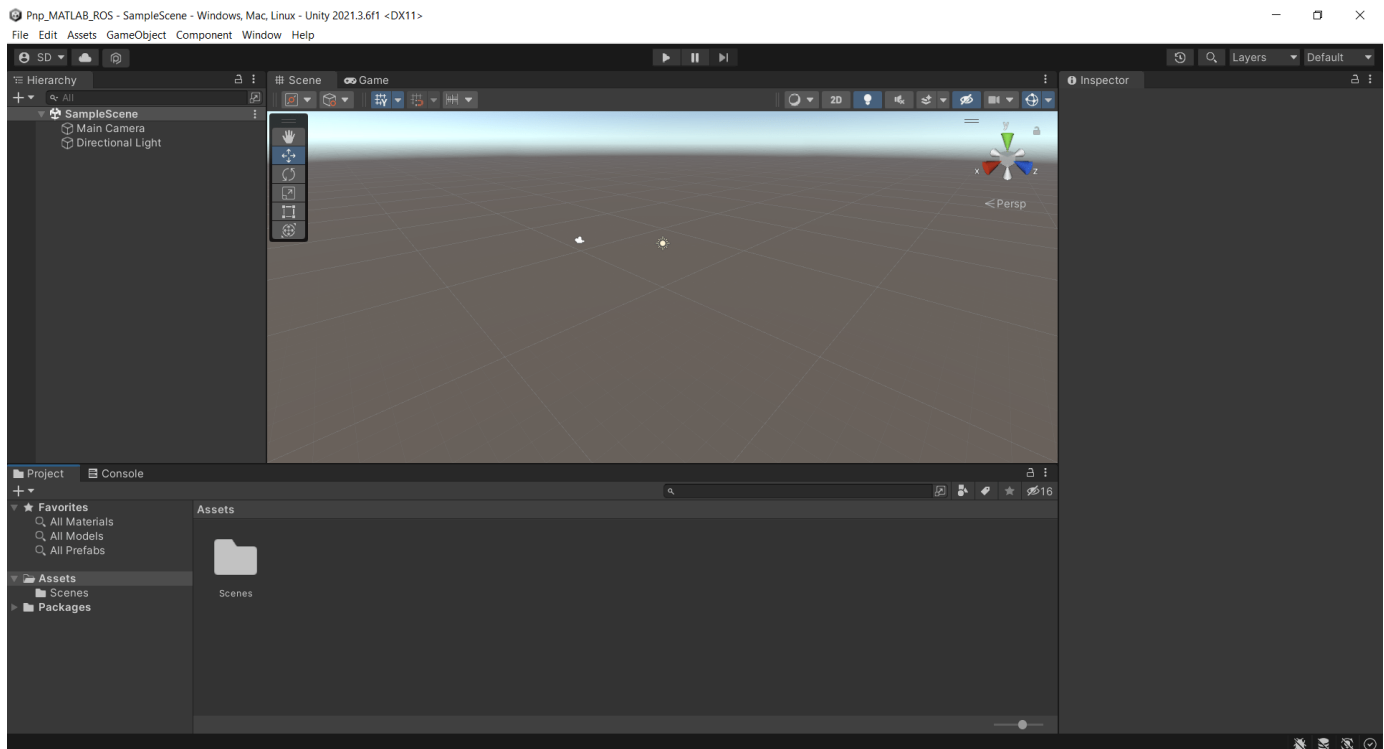 Pnp_MATLAB_ROS - SampleScene - Windows, Mac, Linux - Unity 2021.3.6f1 <DX11>
File Edit Assets GameObject Component Window Help
SD Layers Default
Hierarchy Scene Game Inspector
All 2D
SampleScene
Main Camera
Directional Light
y
x z
Persp
Project Console
16
Favorites Assets
All Materials
All Models
All Prefabs
Assets
Scenes Scenes
Packages